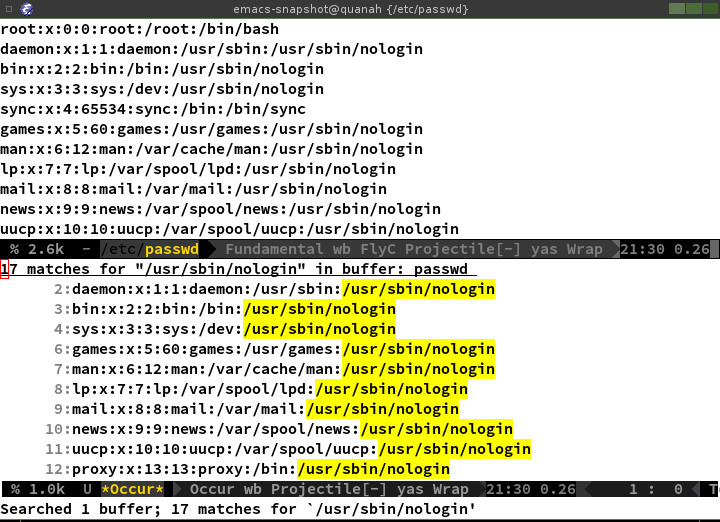 emacs-snapshot@quanah {/etc/passwd}
root:x:0:0:root:/root:/bin/bash
daemon:x:1:1:daemon:/usr/sbin:/usr/sbin/nologin
bin:x:2:2:bin:/bin:/usr/sbin/nologin
sys:x:3:3:sys:/dev:/usr/sbin/nologin
sync:x:4:65534:sync:/bin:/bin/sync
games:x:5:60:games:/usr/games:/usr/sbin/nologin
man:x:6:12:man:/var/cache/man:/usr/sbin/nologin
lp:x:7:7:lp:/var/spool/lpd:/usr/sbin/nologin
mail:x:8:8:mail:/var/mail:/usr/sbin/nologin
news:x:9:9:news:/var/spool/news:/usr/sbin/nologin
uucp:x:10:10:uucp:/var/spool/uucp:/usr/sbin/nologin
% 2.6k - /etc/passwd Fundamental wb FlyC Projectile[-] yas Wrap 21:30 0.26
17 matches for "/usr/sbin/nologin" in buffer: passwd
2:daemon:x:1:1:daemon:/usr/sbin:/usr/sbin/nologin
3:bin:x:2:2:bin:/bin:/usr/sbin/nologin
4:sys:x:3:3:sys:/dev:/usr/sbin/nologin
6:games:x:5:60:games:/usr/games:/usr/sbin/nologin
7:man:x:6:12:man:/var/cache/man:/usr/sbin/nologin
8:lp:x:7:7:lp:/var/spool/lpd:/usr/sbin/nologin
9:mail:x:8:8:mail:/var/mail:/usr/sbin/nologin
10:news:x:9:9:news:/var/spool/news:/usr/sbin/nologin
11:uucp:x:10:10:uucp:/var/spool/uucp:/usr/sbin/nologin
12:proxy:x:13:13:proxy:/bin:/usr/sbin/nologin
% 1.0k U *Occur* Occur wb Projectile[-] yas Wrap 21:30 0.26 1 : 0
Searched 1 buffer; 17 matches for `/usr/sbin/nologin'